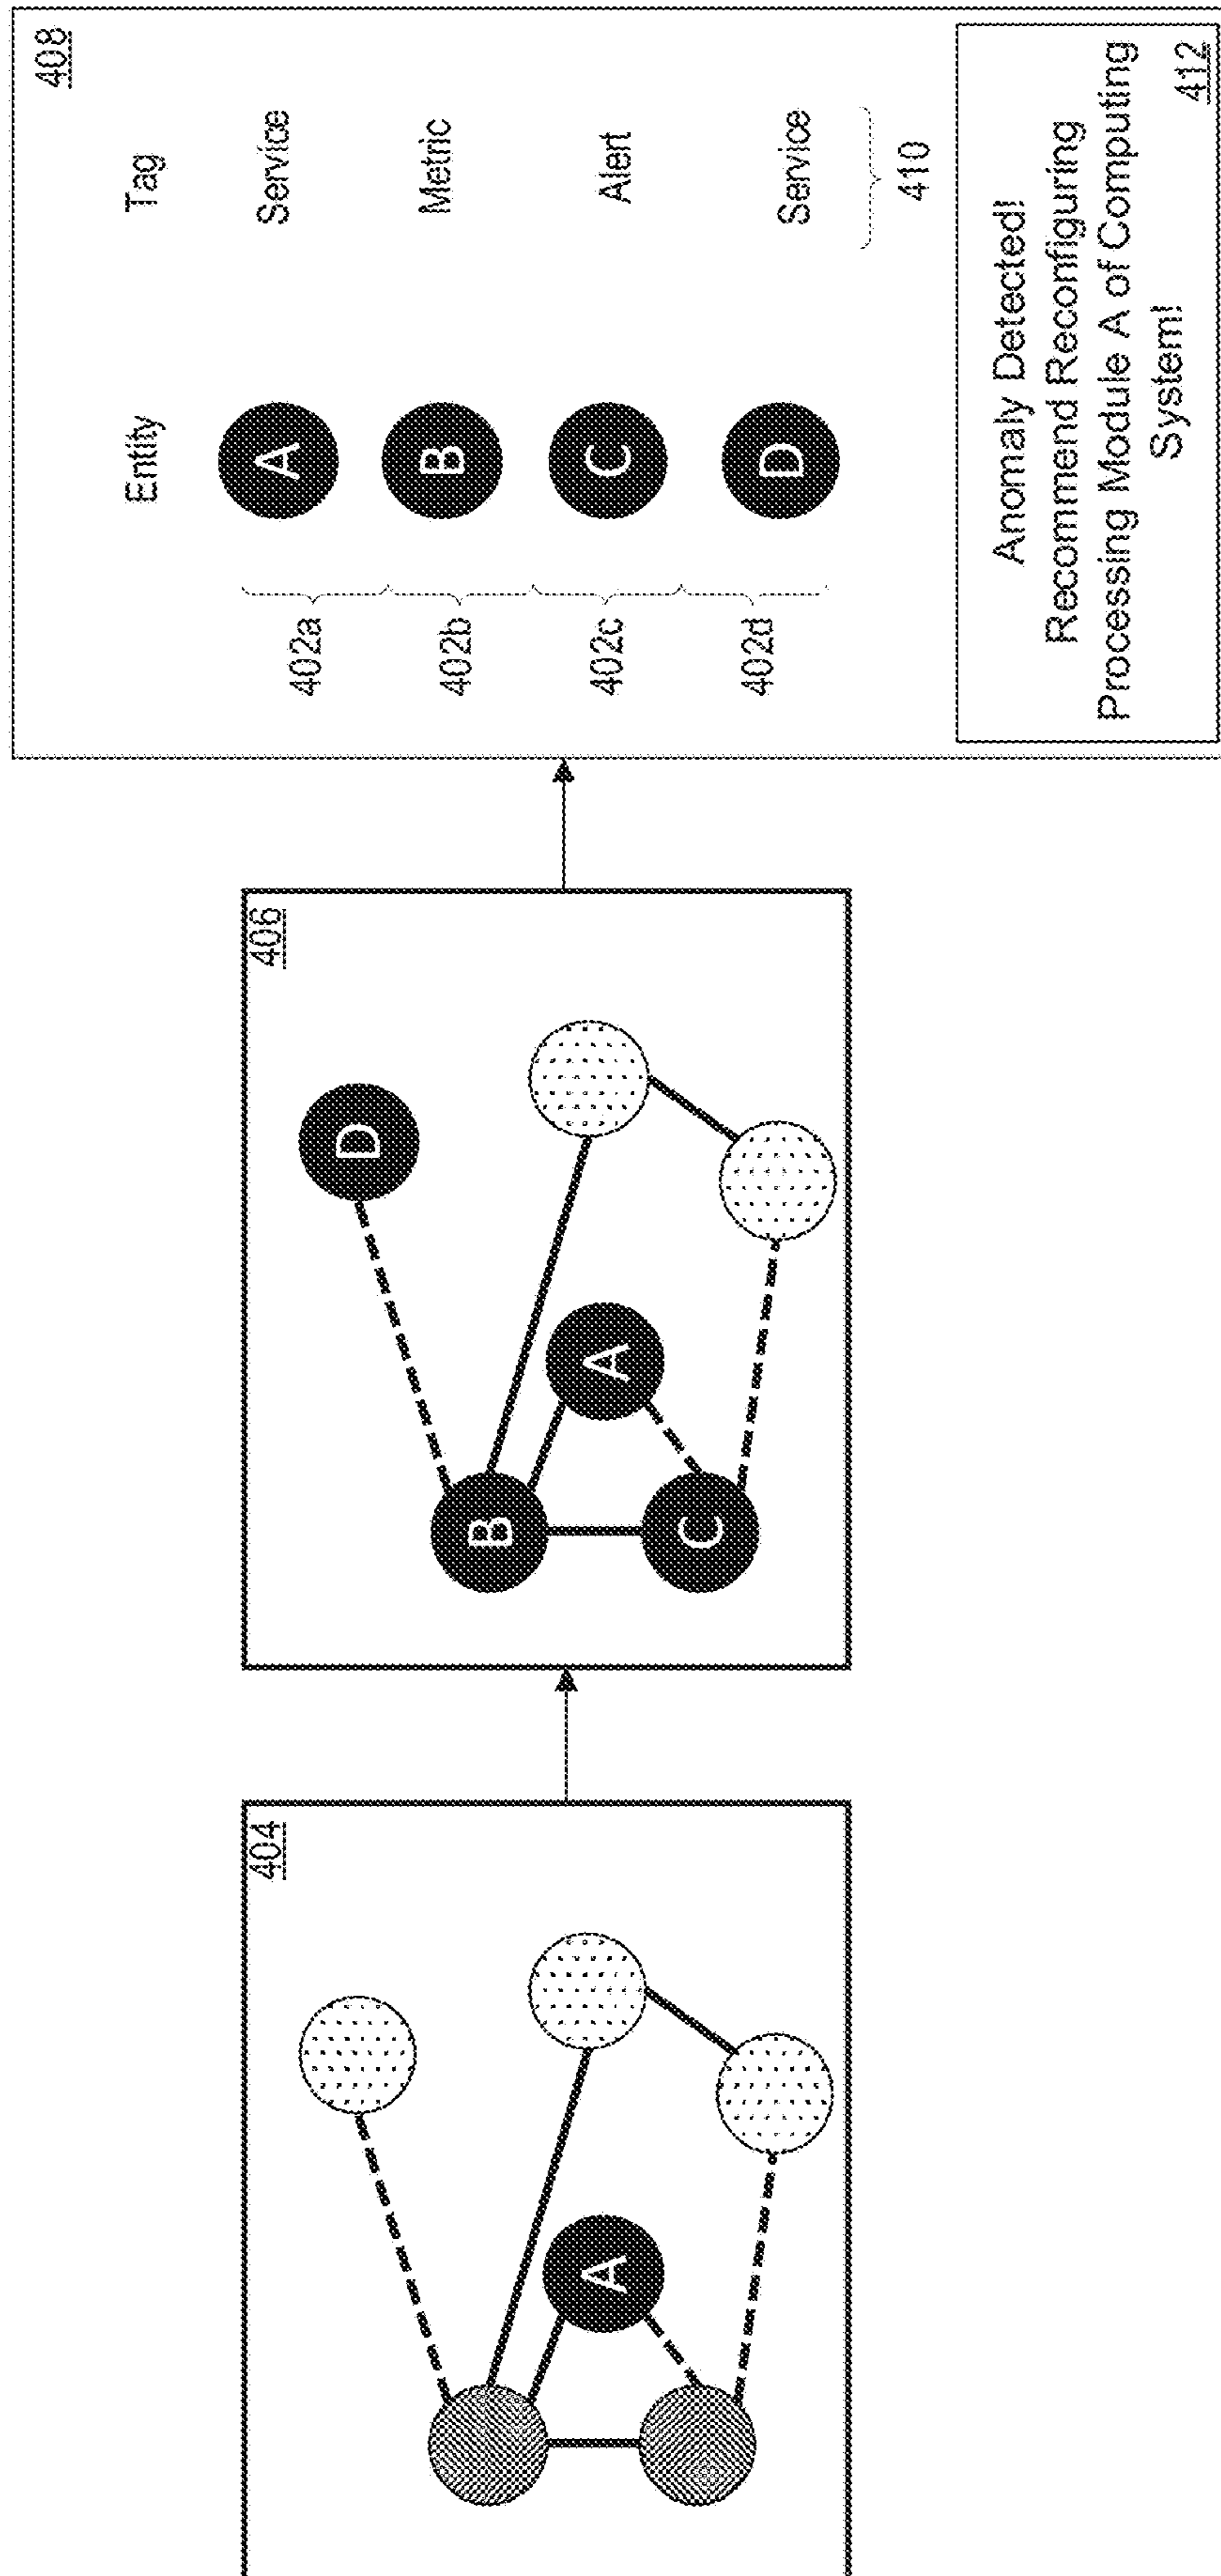 404
A
406
B
A
C
D
408
Entity Tag
402a A Service
402b B Metric
402c C Alert
402d D Service
410
Anomaly Detected!
Recommend Reconfiguring
Processing Module A of Computing
System!
412